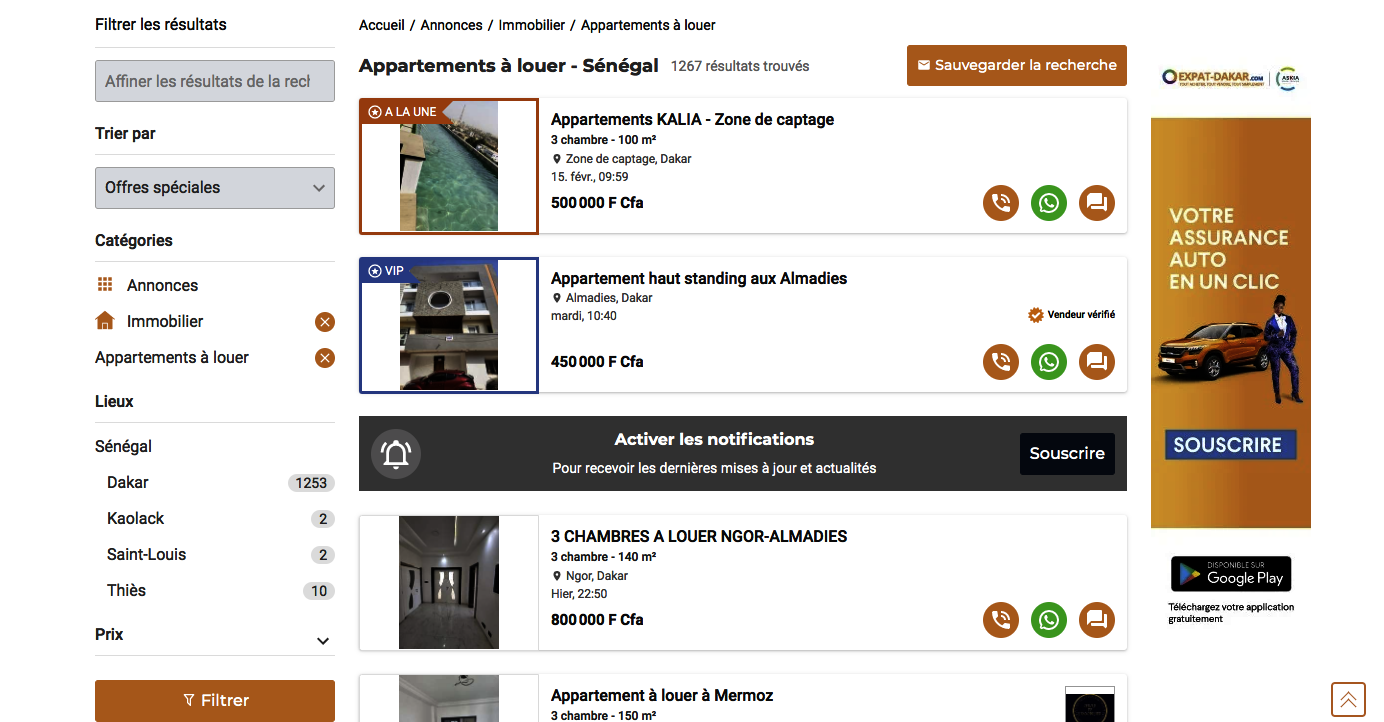 Filtrer les résultats
Affiner les résultats de la recl
Trier par
Offres spéciales
Catégories
Annonces
Immobilier
Appartements à louer
Lieux
Sénégal
Dakar 1253
Kaolack 2
Saint-Louis 2
Thiès 10
Prix
Filtrer
Accueil / Annonces / Immobilier / Appartements à louer
Appartements à louer - Sénégal 1267 résultats trouvés
Sauvegarder la recherche
A LA UNE
Appartements KALIA - Zone de captage
3 chambre - 100 m²
Zone de captage, Dakar
15. févr., 09:59
500 000 F Cfa
VIP
Appartement haut standing aux Almadies
Almadies, Dakar
mardi, 10:40
Vendeur vérifié
450 000 F Cfa
Activer les notifications
Pour recevoir les dernières mises à jour et actualités
Souscrire
3 CHAMBRES A LOUER NGOR-ALMADIES
3 chambre - 140 m²
Ngor, Dakar
Hier, 22:50
800 000 F Cfa
Appartement à louer à Mermoz
3 chambre - 150 m²
EXPAT-DAKAR.COM
TOUT ACHETER, TOUT VENDRE, TOUT SIMPLEMENT
ASKIA
VOTRE
ASSURANCE
AUTO
EN UN CLIC
SOUSCRIRE
DISPONIBLE SUR
Google Play
Téléchargez votre application
gratuitement